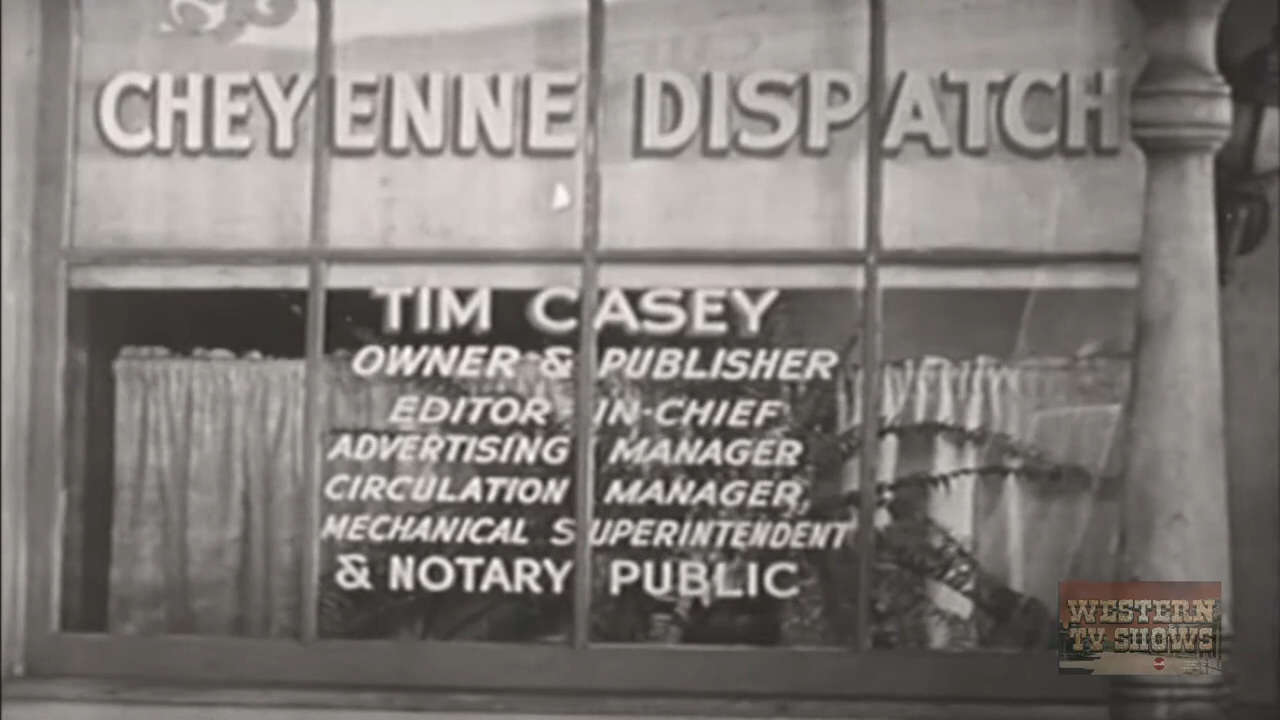 CHEYENNE DISPATCH
TIM CASEY
OWNER & PUBLISHER
EDITOR IN-CHIEF
ADVERTISING MANAGER
CIRCULATION MANAGER,
MECHANICAL SUPERINTENDENT
& NOTARY PUBLIC
WESTERN
TV SHOWS